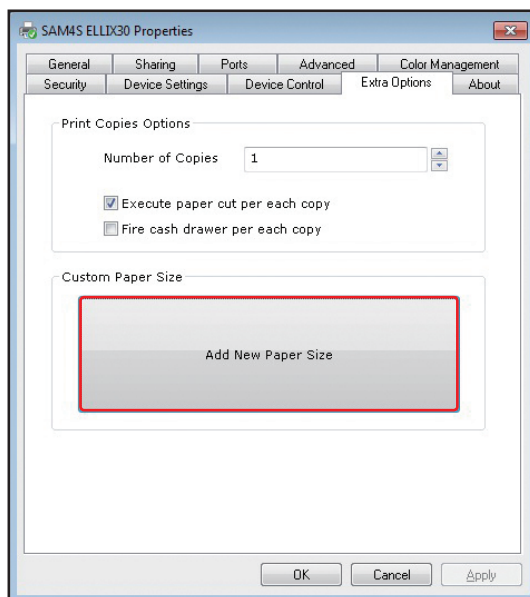 SAM4S ELLIX30 Properties
General Sharing Ports Advanced Color Management
Security Device Settings Device Control Extra Options About
Print Copies Options
Number of Copies 1
Execute paper cut per each copy
Fire cash drawer per each copy
Custom Paper Size
Add New Paper Size
OK Cancel Apply